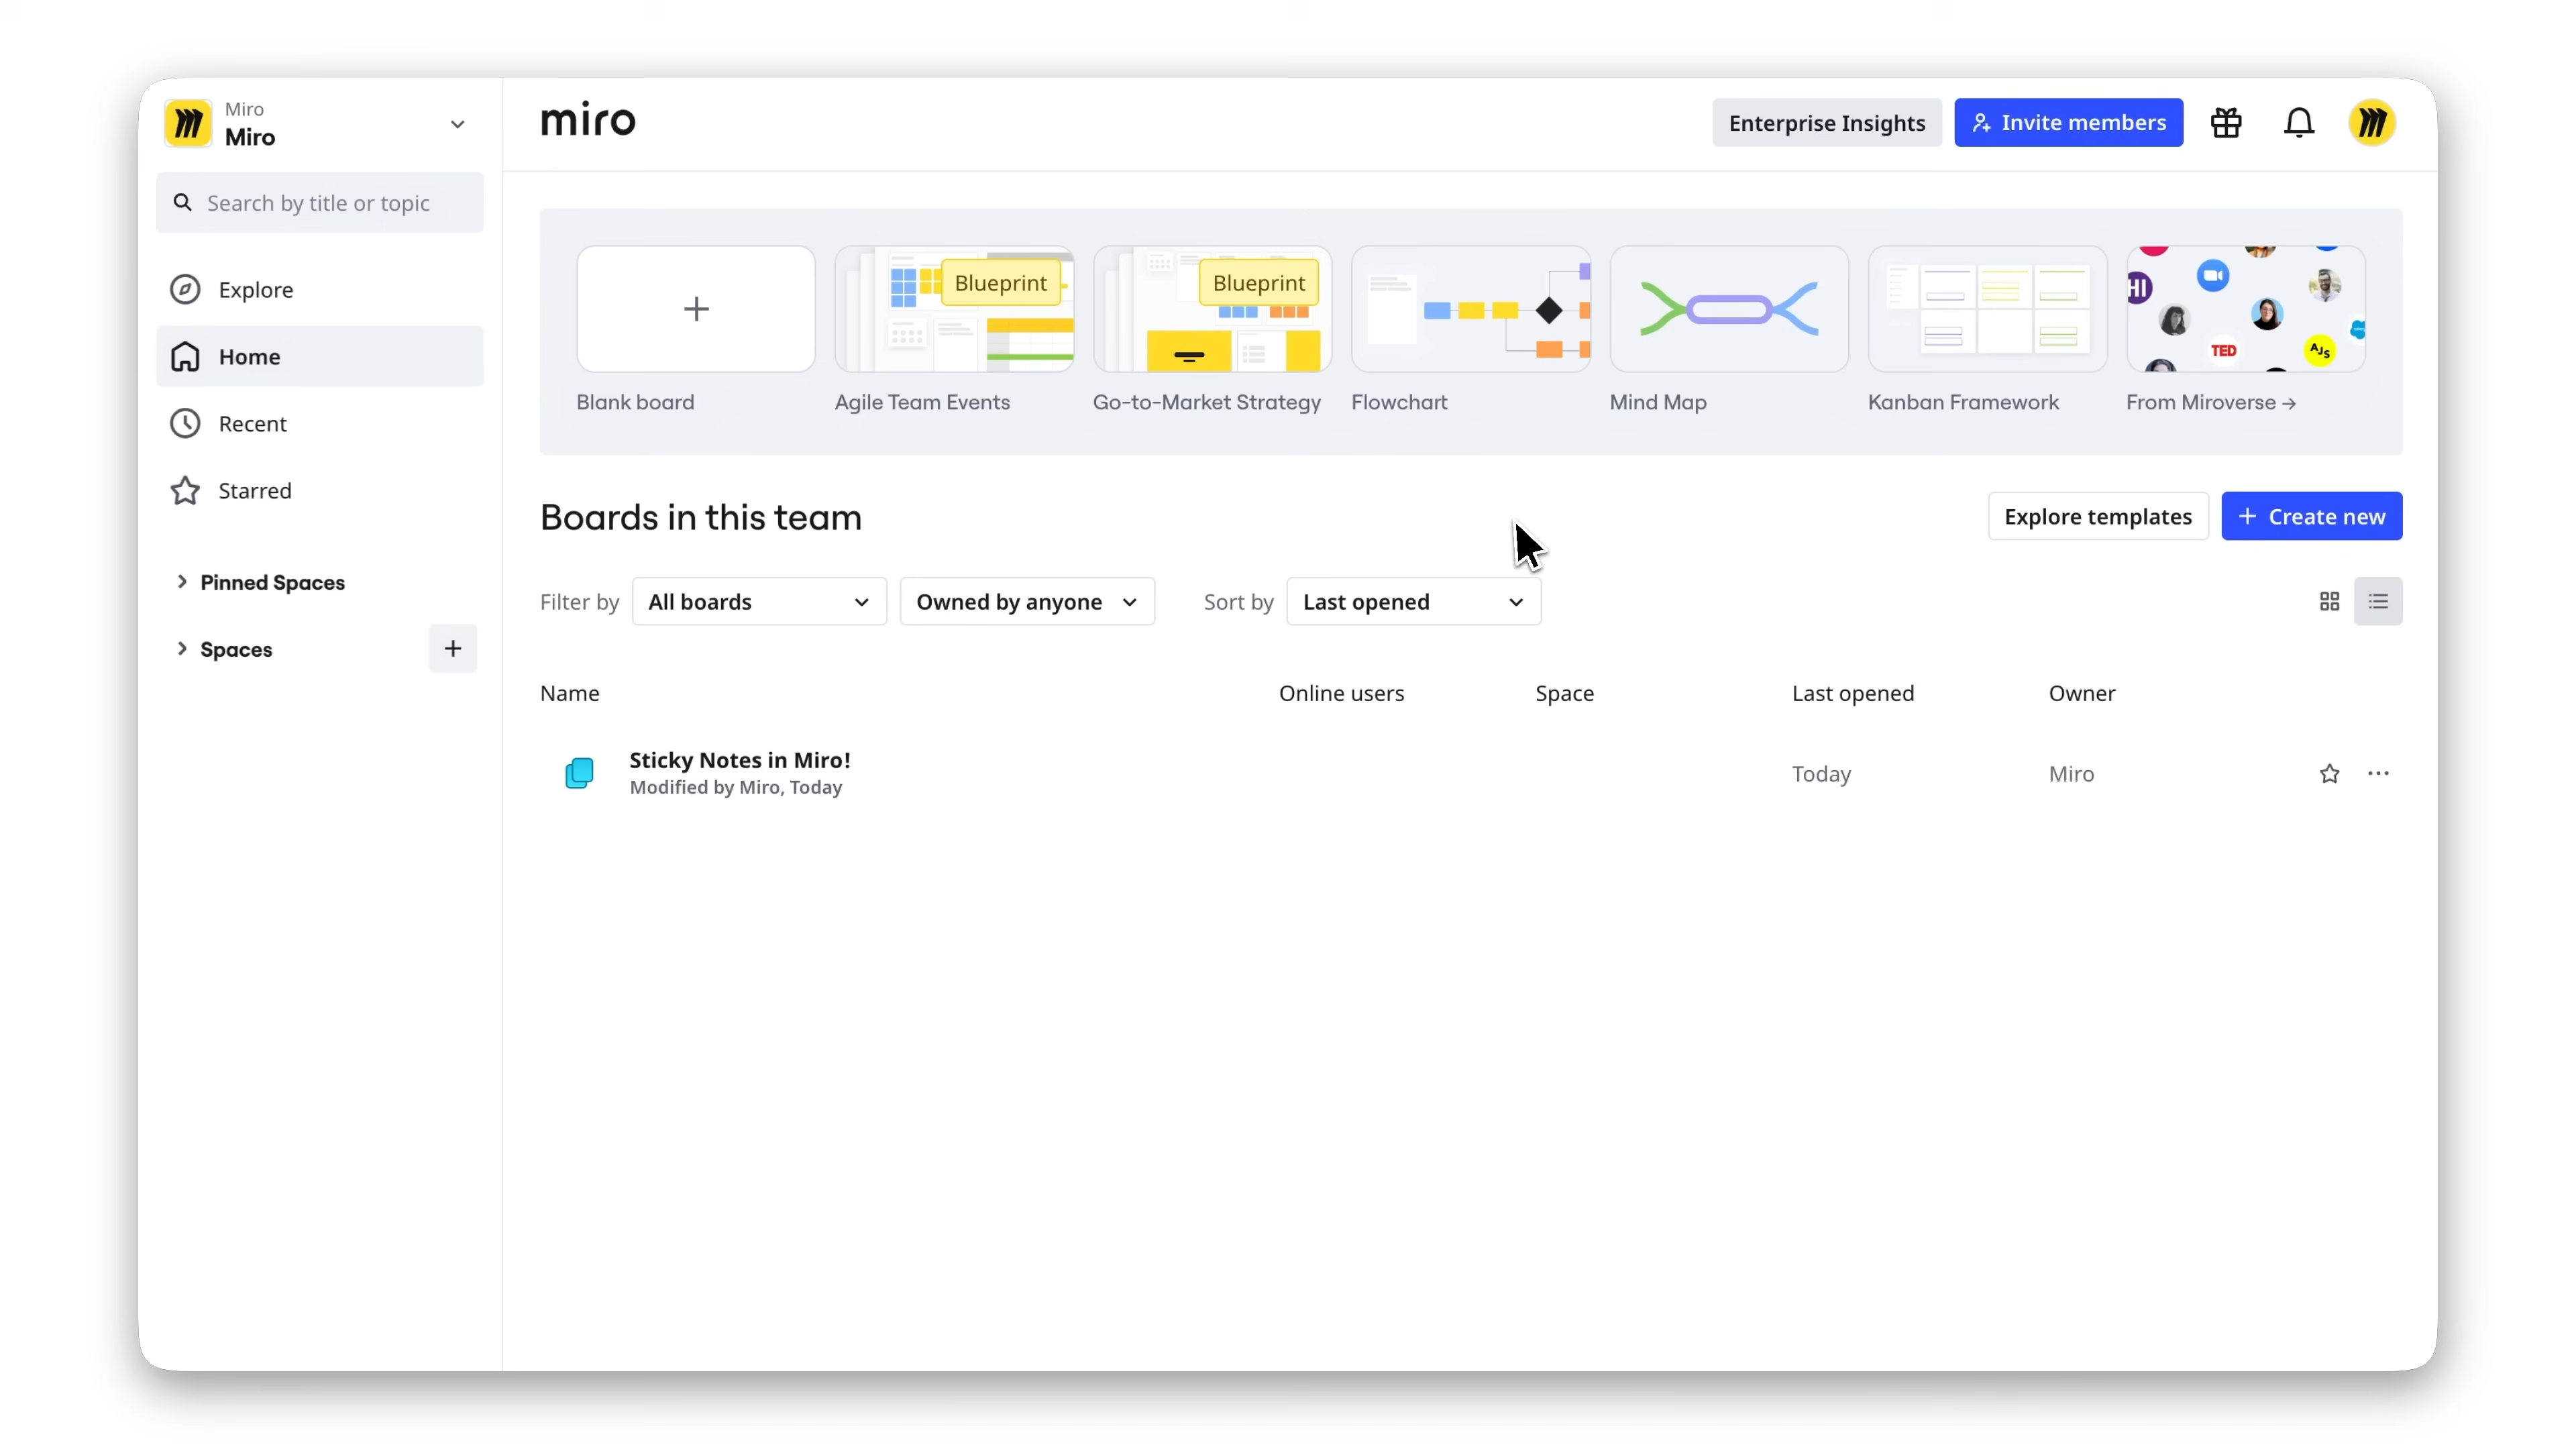 Miro
Miro
Search by title or topic
Explore
Home
Recent
Starred
Pinned Spaces
Spaces
miro
Enterprise Insights
Invite members
Blueprint
Blueprint
HI
TED
AJS
Blank board
Agile Team Events
Go-to-Market Strategy
Flowchart
Mind Map
Kanban Framework
From Miroverse →
Boards in this team
Explore templates
+ Create new
Filter by
All boards
Owned by anyone
Sort by
Last opened
Name
Online users
Space
Last opened
Owner
Sticky Notes in Miro!
Modified by Miro, Today
Today
Miro